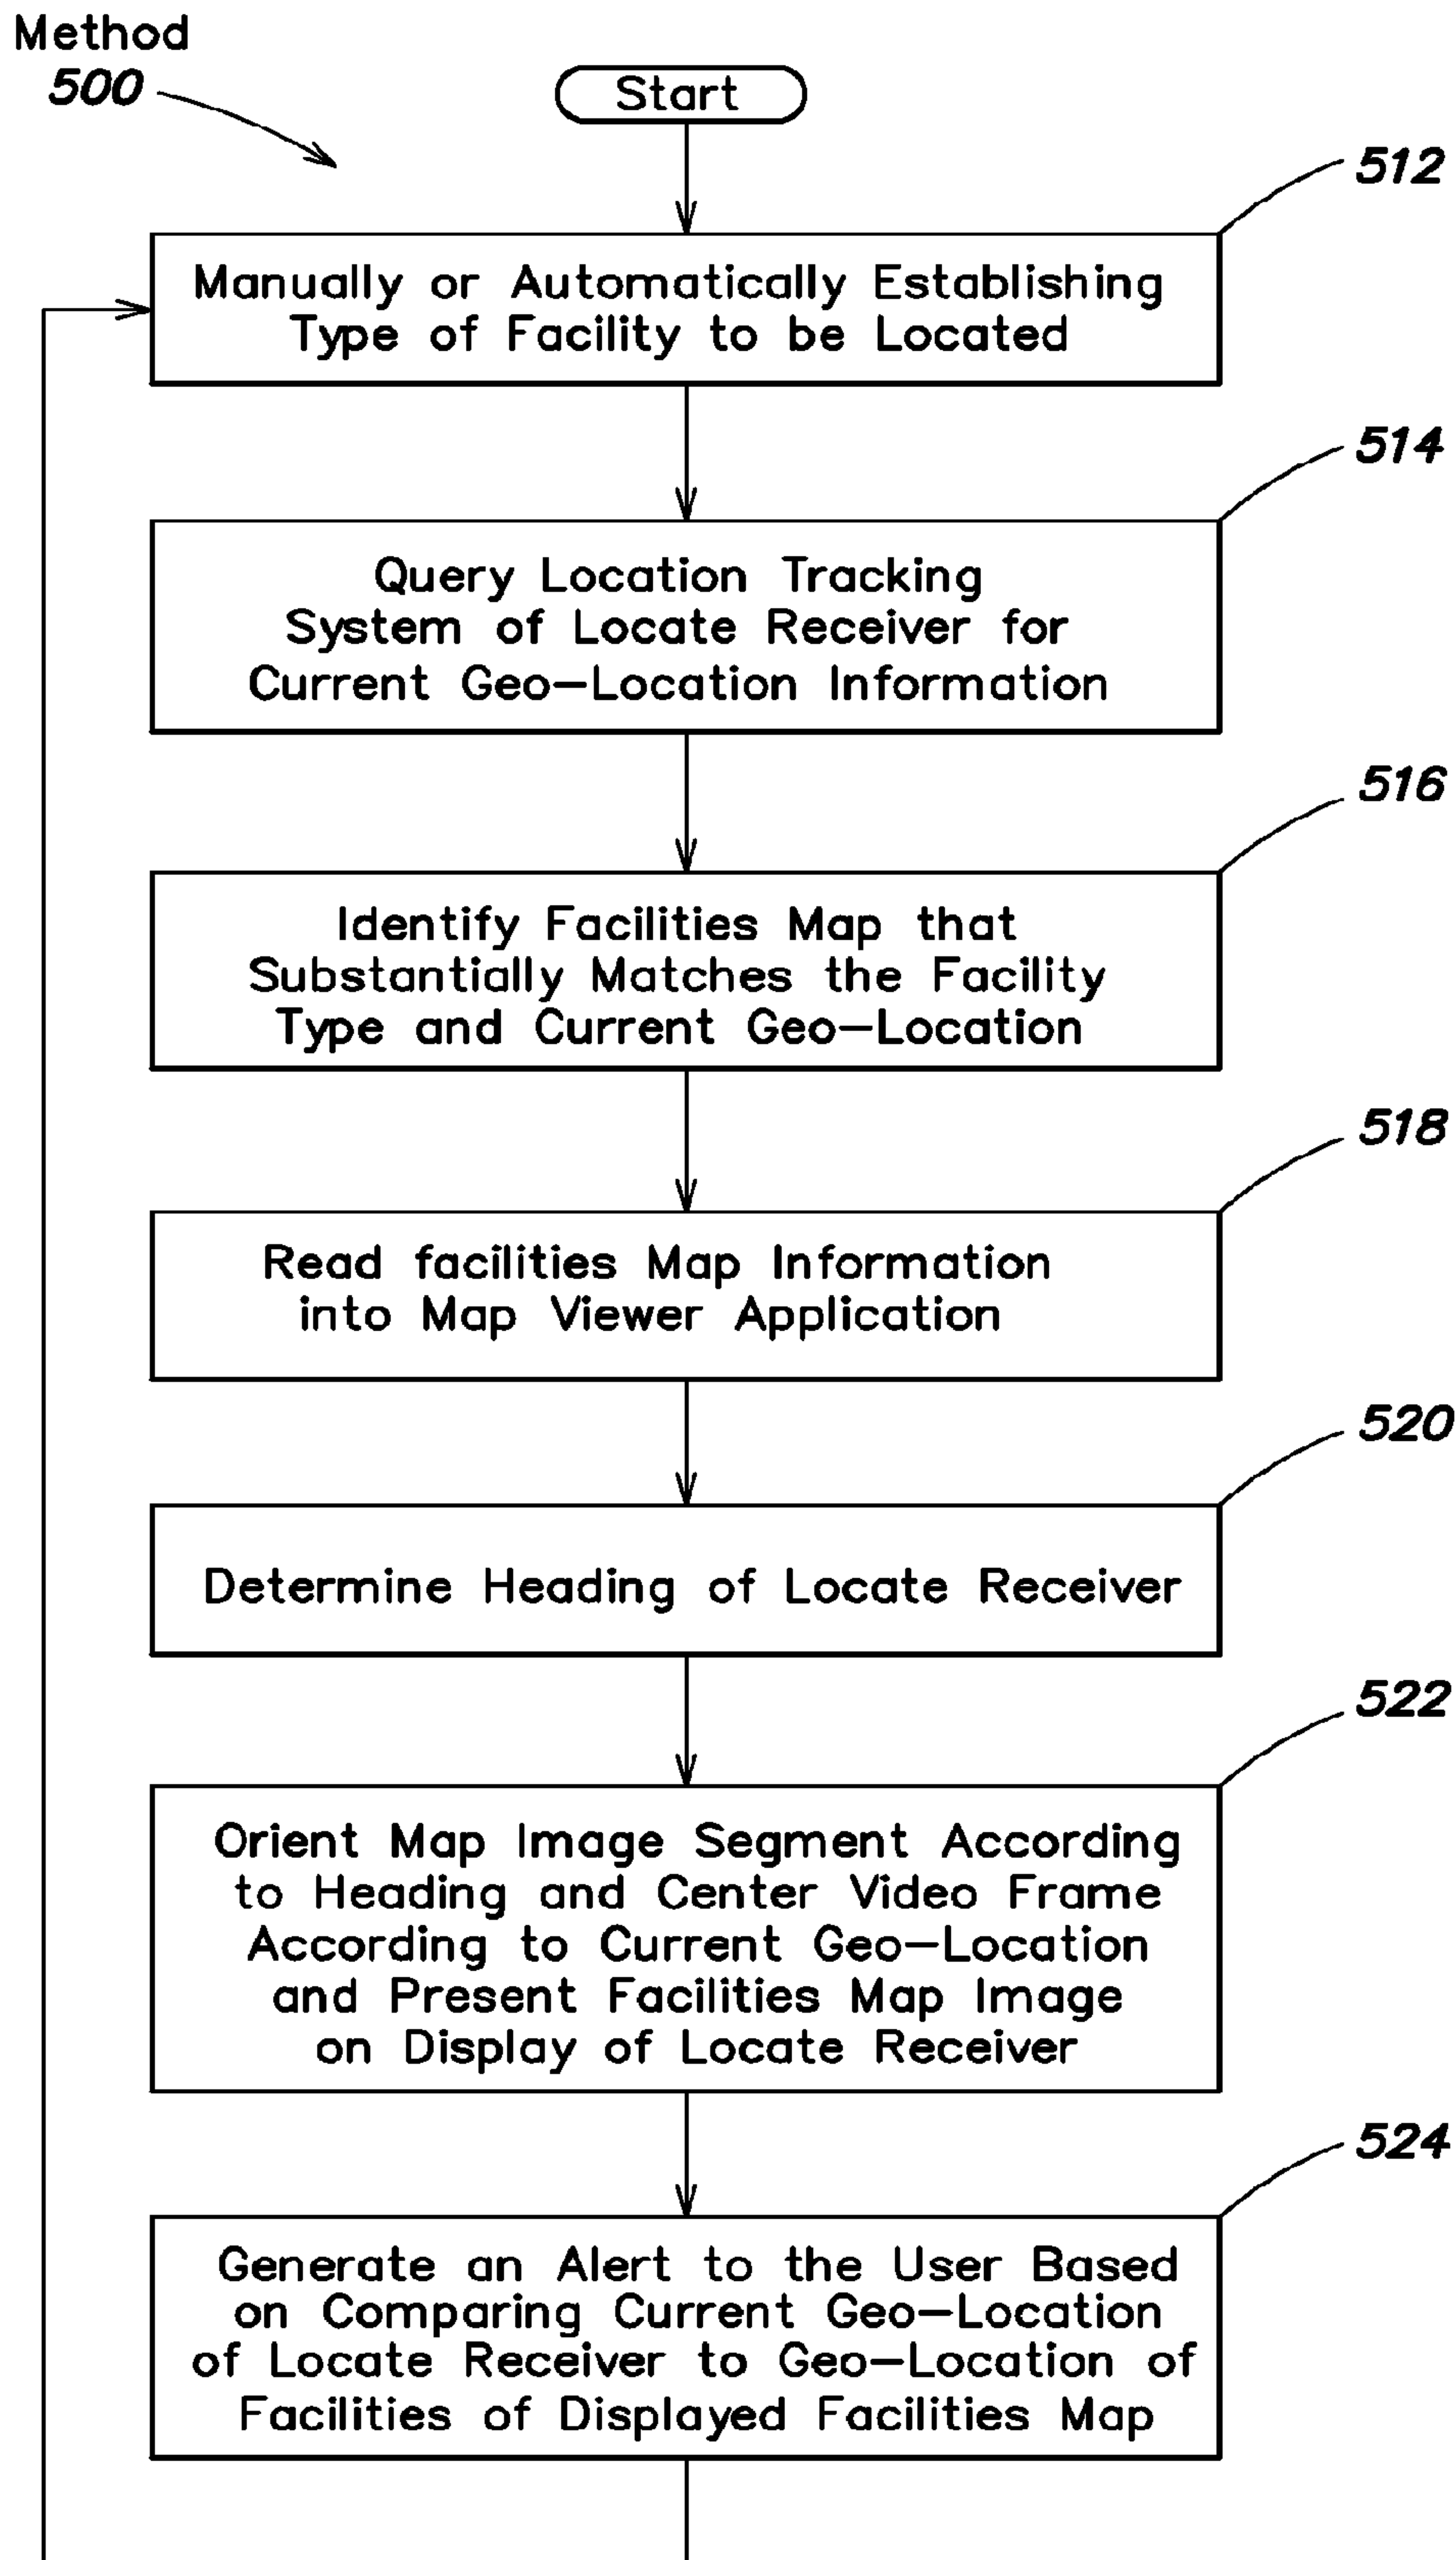 Method
500
Start
512
Manually or Automatically Establishing
Type of Facility to be Located
514
Query Location Tracking
System of Locate Receiver for
Current Geo-Location Information
516
Identify Facilities Map that
Substantially Matches the Facility
Type and Current Geo-Location
518
Read facilities Map Information
into Map Viewer Application
520
Determine Heading of Locate Receiver
522
Orient Map Image Segment According
to Heading and Center Video Frame
According to Current Geo-Location
and Present Facilities Map Image
on Display of Locate Receiver
524
Generate an Alert to the User Based
on Comparing Current Geo-Location
of Locate Receiver to Geo-Location of
Facilities of Displayed Facilities Map